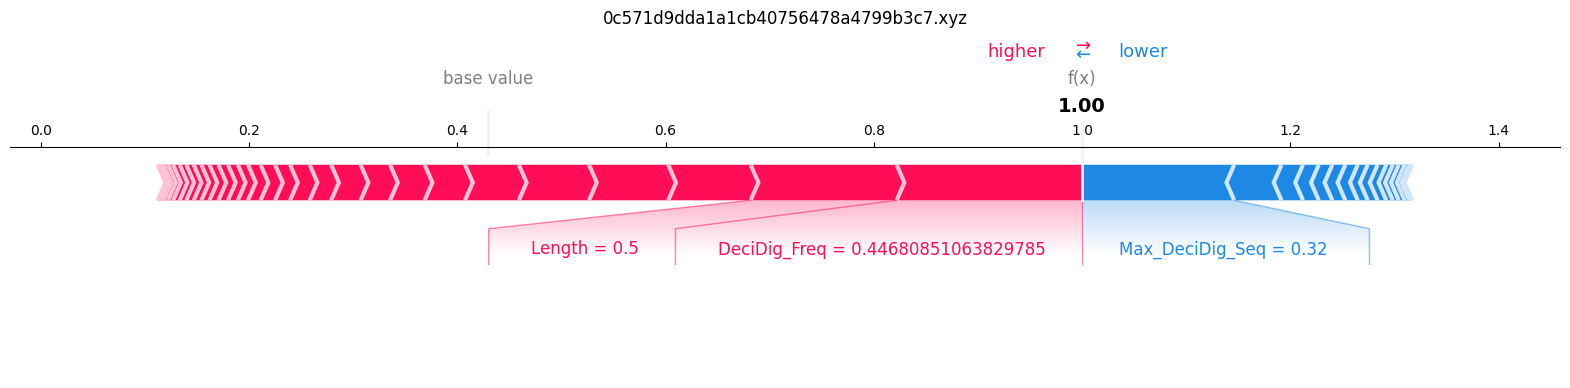 0c571d9dda1a1cb40756478a4799b3c7.xyz
higher ⇄ lower
base value f(x)
1.00
0.0 0.2 0.4 0.6 0.8 1.0 1.2 1.4
Length = 0.5 DeciDig_Freq = 0.44680851063829785 Max_DeciDig_Seq = 0.32